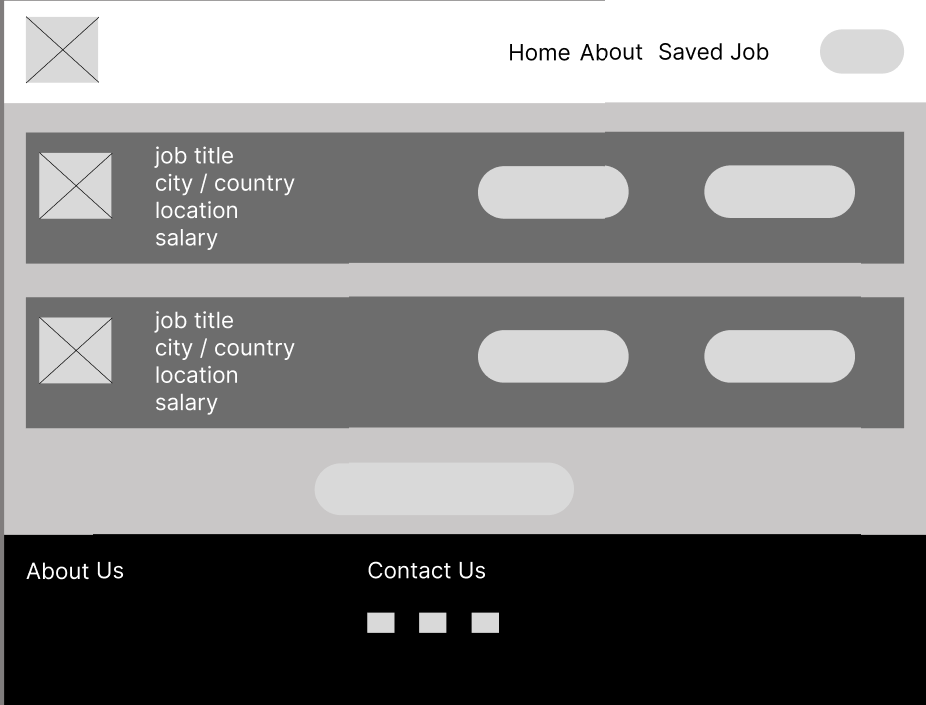 Home About Saved Job
job title
city / country
location
salary
job title
city / country
location
salary
About Us
Contact Us